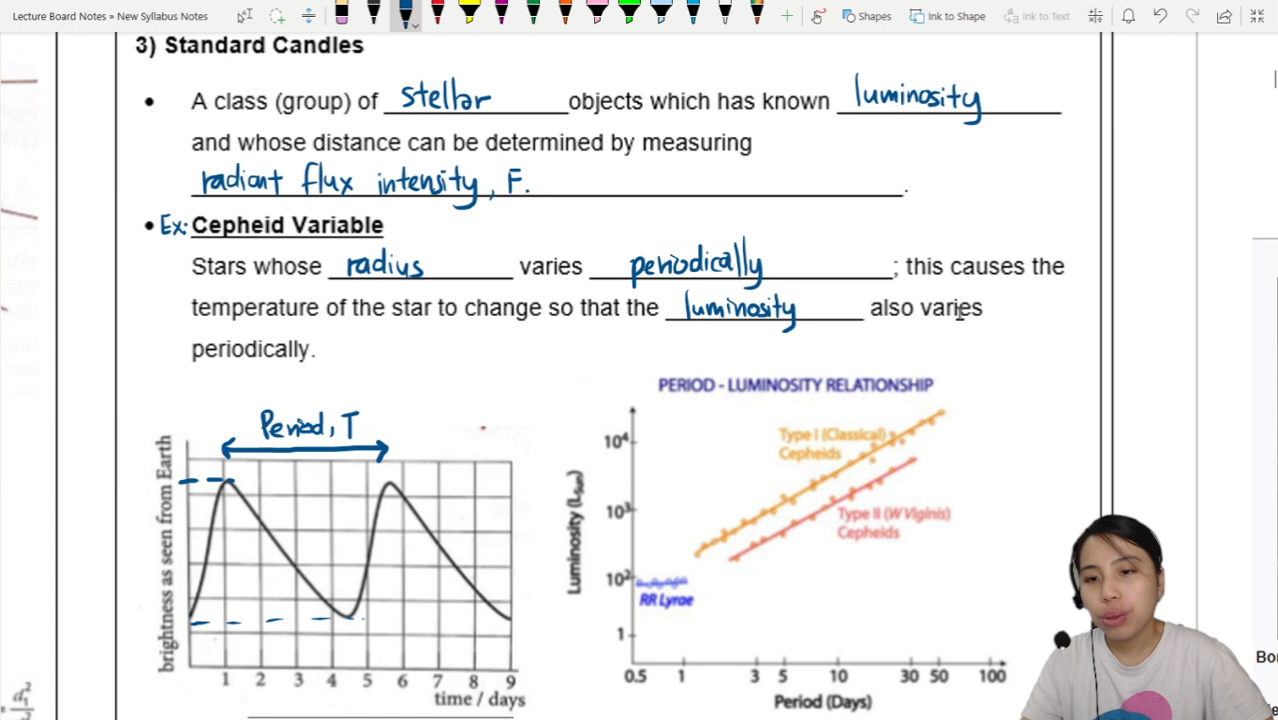 Lecture Board Notes » New Syllabus Notes
Shapes
Ink to Shape
Ink to Text
3) Standard Candles
• A class (group) of stellar objects which has known luminosity
and whose distance can be determined by measuring
radiant flux intensity, F.
• Ex: Cepheid Variable
Stars whose radius varies periodically; this causes the
temperature of the star to change so that the luminosity also varies
periodically.
Period, T
brightness as seen from Earth
1 2 3 4 5 6 7 8 9
time / days
PERIOD - LUMINOSITY RELATIONSHIP
Luminosity (LSun)
10⁴
10³
10²
1
Type I (Classical)
Cepheids
Type II (W Viginis)
Cepheids
RR Lyrae
0.5 1 3 5 10 30 50 100
Period (Days)